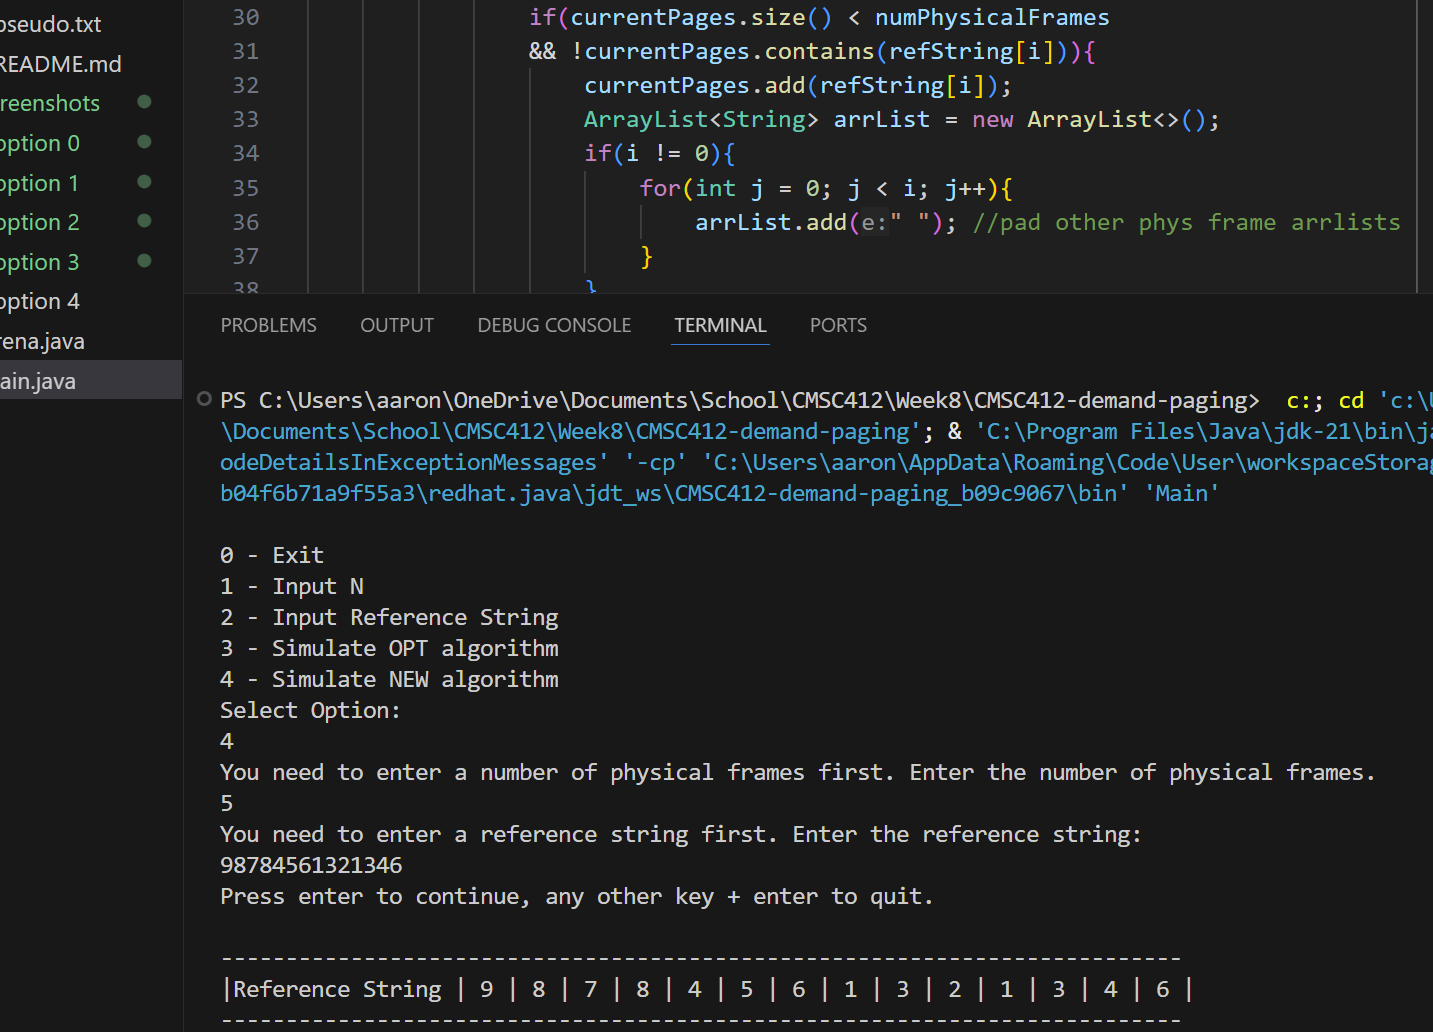 pseudo.txt
README.md
reenshots
option 0
option 1
option 2
option 3
option 4
rena.java
ain.java
30 if(currentPages.size() < numPhysicalFrames
31 && !currentPages.contains(refString[i])){
32 currentPages.add(refString[i]);
33 ArrayList<String> arrList = new ArrayList<>();
34 if(i != 0){
35 for(int j = 0; j < i; j++){
36 arrList.add(e:" "); //pad other phys frame arrlists
37 }
38 }
PROBLEMS OUTPUT DEBUG CONSOLE TERMINAL PORTS
PS C:\Users\aaron\OneDrive\Documents\School\CMSC412\Week8\CMSC412-demand-paging>  c:; cd 'c:\U
\Documents\School\CMSC412\Week8\CMSC412-demand-paging'; & 'C:\Program Files\Java\jdk-21\bin\ja
odeDetailsInExceptionMessages' '-cp' 'C:\Users\aaron\AppData\Roaming\Code\User\workspaceStorag
b04f6b71a9f55a3\redhat.java\jdt_ws\CMSC412-demand-paging_b09c9067\bin' 'Main'
0 - Exit
1 - Input N
2 - Input Reference String
3 - Simulate OPT algorithm
4 - Simulate NEW algorithm
Select Option:
4
You need to enter a number of physical frames first. Enter the number of physical frames.
5
You need to enter a reference string first. Enter the reference string:
98784561321346
Press enter to continue, any other key + enter to quit.
--------------------------------------------------------------------------
|Reference String | 9 | 8 | 7 | 8 | 4 | 5 | 6 | 1 | 3 | 2 | 1 | 3 | 4 | 6 |
--------------------------------------------------------------------------